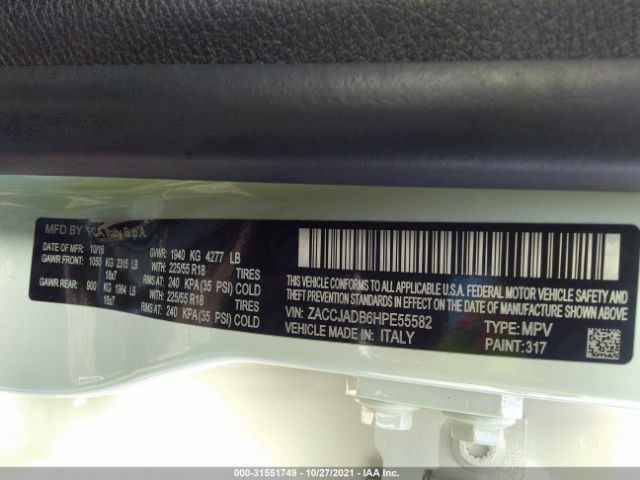 MFD BY FCA Italy S.p.A.
DATE OF MFR: 10/16 GVWR: 1940 KG 4277 LB
GAWR FRONT: 1050 KG 2315 LB WITH: 225/55 R18 TIRES
18x7 RIMS AT: 240 KPA(35 PSI) COLD
GAWR REAR: 900 KG 1984 LB WITH: 225/55 R18 TIRES
18x7 RIMS AT: 240 KPA(35 PSI) COLD
THIS VEHICLE CONFORMS TO ALL APPLICABLE U.S.A. FEDERAL MOTOR VEHICLE SAFETY AND
THEFT PREVENTION STANDARDS IN EFFECT ON THE DATE OF MANUFACTURE SHOWN ABOVE.
VIN: ZACCJADB6HPE55582 TYPE: MPV
VEHICLE MADE IN: ITALY PAINT: 317
000-31551749 - 10/27/2021 - IAA Inc.